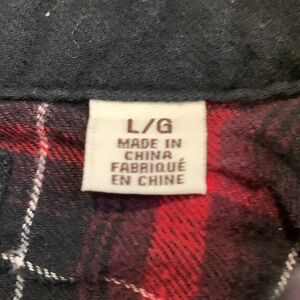 L/G
MADE IN
CHINA
FABRIQUÉ
EN CHINE